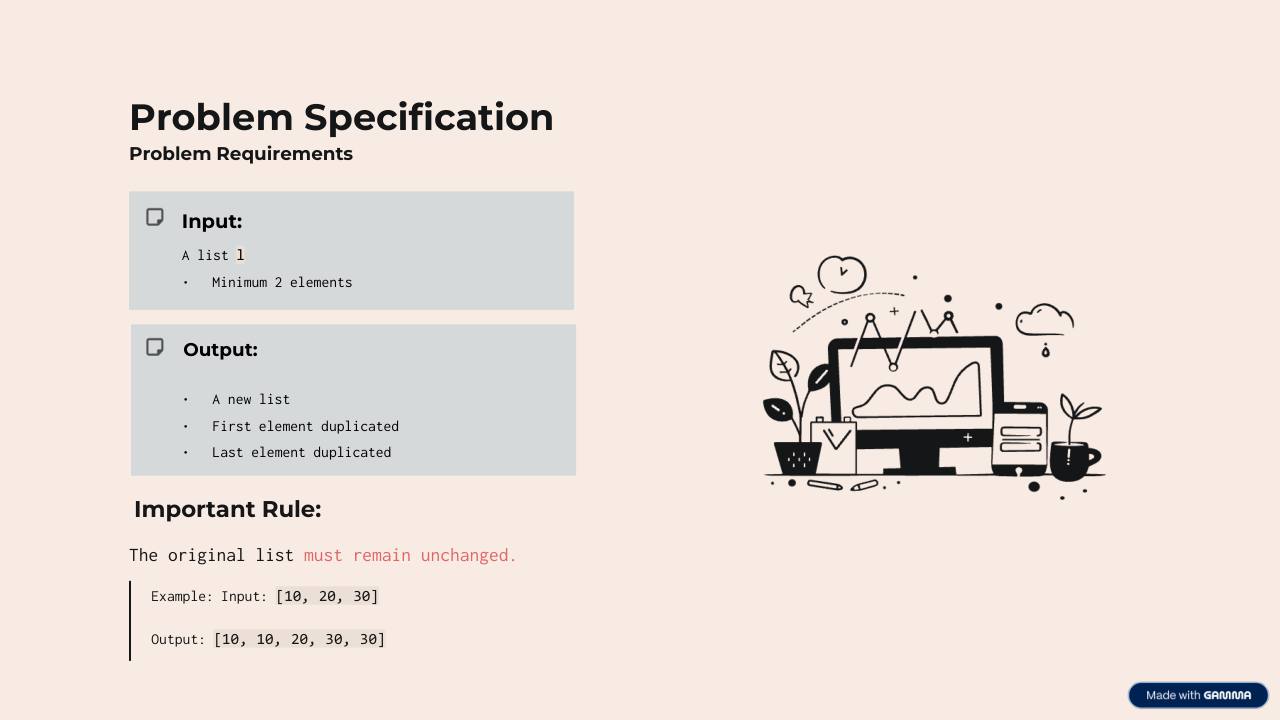 Problem Specification
Problem Requirements
Input:
A list l
• Minimum 2 elements
Output:
• A new list
• First element duplicated
• Last element duplicated
Important Rule:
The original list must remain unchanged.
Example: Input: [10, 20, 30]
Output: [10, 10, 20, 30, 30]
Made with GAMMA